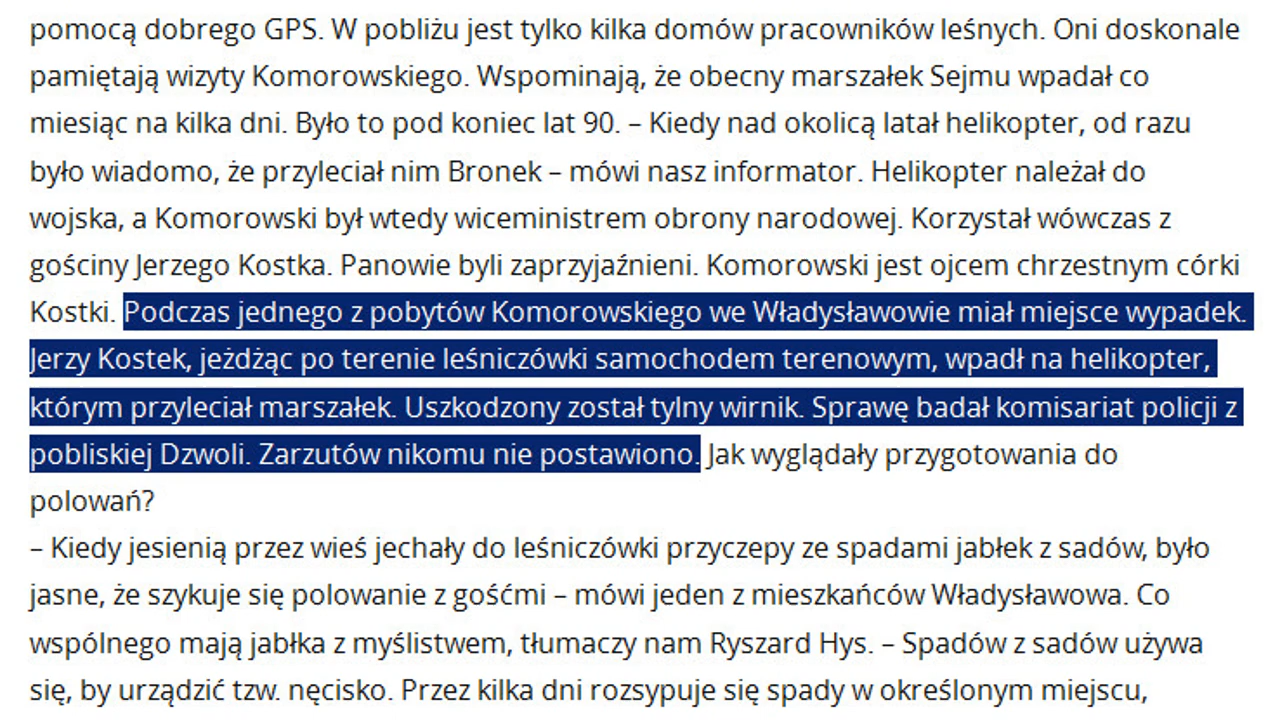 pomocą dobrego GPS. W pobliżu jest tylko kilka domów pracowników leśnych. Oni doskonale
pamiętają wizyty Komorowskiego. Wspominają, że obecny marszałek Sejmu wpadał co
miesiąc na kilka dni. Było to pod koniec lat 90. – Kiedy nad okolicą latał helikopter, od razu
było wiadomo, że przyleciał nim Bronek – mówi nasz informator. Helikopter należał do
wojska, a Komorowski był wtedy wiceministrem obrony narodowej. Korzystał wówczas z
gościny Jerzego Kostka. Panowie byli zaprzyjaźnieni. Komorowski jest ojcem chrzestnym córki
Kostki. Podczas jednego z pobytów Komorowskiego we Władysławowie miał miejsce wypadek.
Jerzy Kostek, jeżdżąc po terenie leśniczówki samochodem terenowym, wpadł na helikopter,
którym przyleciał marszałek. Uszkodzony został tylny wirnik. Sprawę badał komisariat policji z
pobliskiej Dzwoli. Zarzutów nikomu nie postawiono. Jak wyglądały przygotowania do
polowań?
– Kiedy jesienią przez wieś jechały do leśniczówki przyczepy ze spadami jabłek z sadów, było
jasne, że szykuje się polowanie z gośćmi – mówi jeden z mieszkańców Władysławowa. Co
wspólnego mają jabłka z myślistwem, tłumaczy nam Ryszard Hys. – Spadów z sadów używa
się, by urządzić tzw. nęcisko. Przez kilka dni rozsypuje się spady w określonym miejscu,